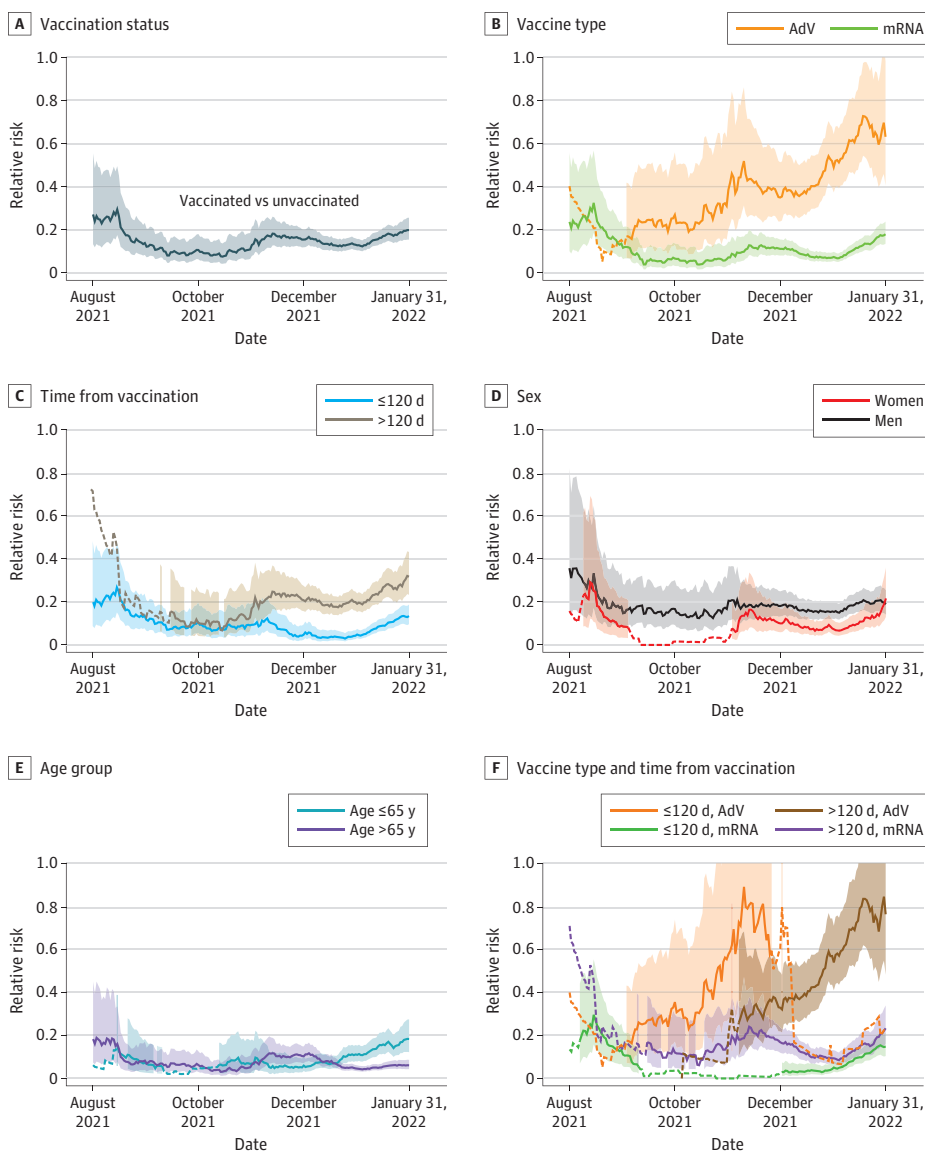 A Vaccination status
1.0
0.8
0.6
0.4
0.2
0
Relative risk
Vaccinated vs unvaccinated
August 2021
October 2021
December 2021
January 31, 2022
Date
B Vaccine type
AdV
mRNA
1.0
0.8
0.6
0.4
0.2
0
Relative risk
August 2021
October 2021
December 2021
January 31, 2022
Date
C Time from vaccination
≤120 d
>120 d
1.0
0.8
0.6
0.4
0.2
0
Relative risk
August 2021
October 2021
December 2021
January 31, 2022
Date
D Sex
Women
Men
1.0
0.8
0.6
0.4
0.2
0
Relative risk
August 2021
October 2021
December 2021
January 31, 2022
Date
E Age group
Age ≤65 y
Age >65 y
1.0
0.8
0.6
0.4
0.2
0
Relative risk
August 2021
October 2021
December 2021
January 31, 2022
Date
F Vaccine type and time from vaccination
≤120 d, AdV
>120 d, AdV
≤120 d, mRNA
>120 d, mRNA
1.0
0.8
0.6
0.4
0.2
0
Relative risk
August 2021
October 2021
December 2021
January 31, 2022
Date